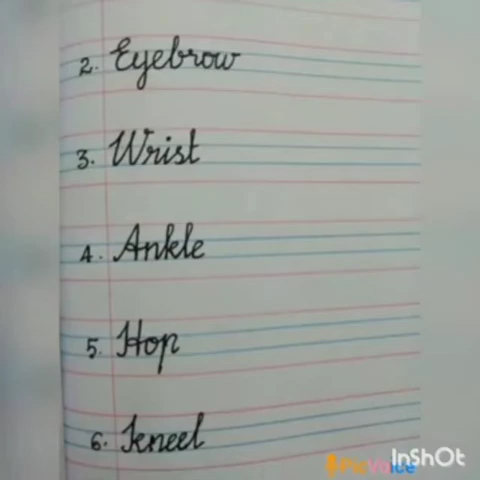 2. Eyebrow
3. Wrist
4. Ankle
5. Hop
6. Kneel
InShOt